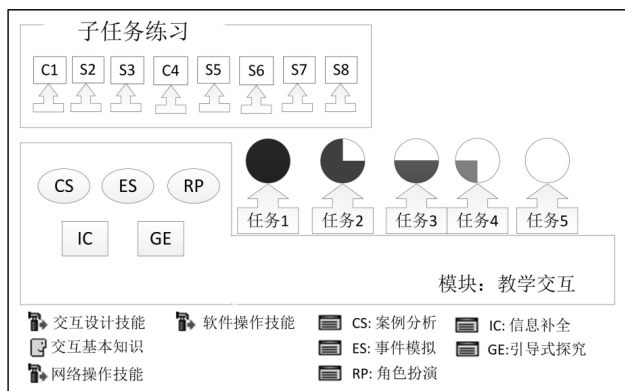 子任务练习
C1 S2 S3 C4 S5 S6 S7 S8
CS ES RP
IC GE
任务1 任务2 任务3 任务4 任务5
模块：教学交互
交互设计技能 软件操作技能 CS: 案例分析 IC: 信息补全
交互基本知识 ES: 事件模拟 GE:引导式探究
网络操作技能 RP: 角色扮演